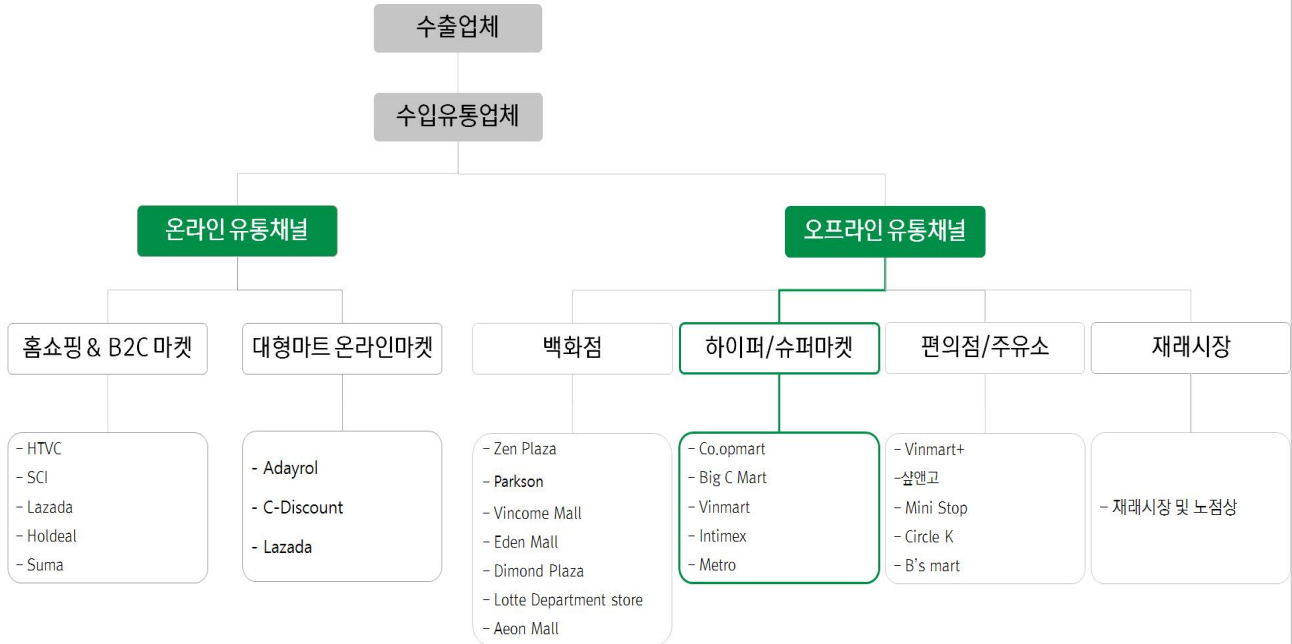 수출업체
수입유통업체
온라인 유통채널
오프라인 유통채널
홈쇼핑 & B2C 마켓
대형마트 온라인마켓
백화점
하이퍼/슈퍼마켓
편의점/주유소
재래시장
- HTVC
- SCI
- Lazada
- Holdeal
- Suma
- Adayrol
- C-Discount
- Lazada
- Zen Plaza
- Parkson
- Vincome Mall
- Eden Mall
- Dimond Plaza
- Lotte Department store
- Aeon Mall
- Co.opmart
- Big C Mart
- Vinmart
- Intimex
- Metro
- Vinmart+
-샾앤고
- Mini Stop
- Circle K
- B's mart
- 재래시장 및 노점상